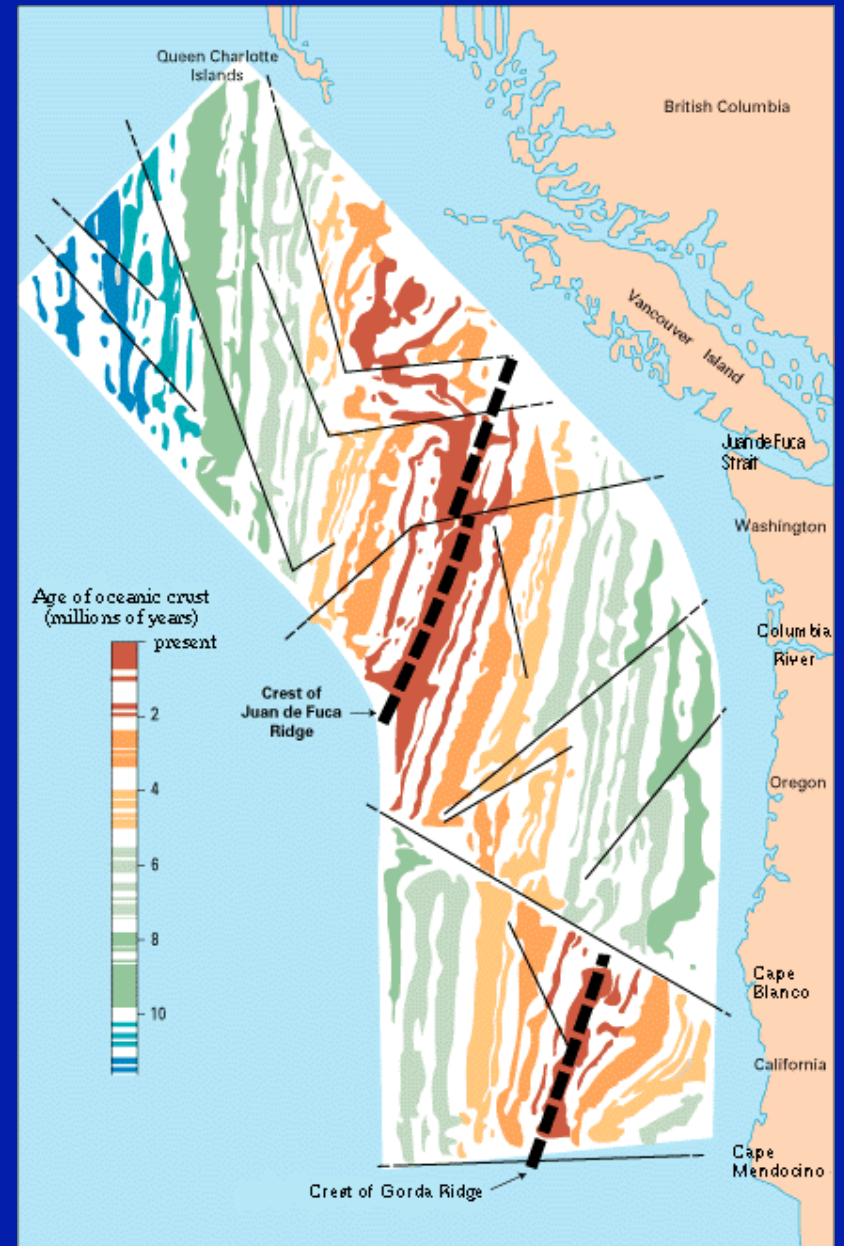 Queen Charlotte
Islands
British Columbia
Vancouver Island
Juan de Fuca
Strait
Washington
Age of oceanic crust
(millions of years)
present
2
4
6
8
10
Columbia
River
Crest of
Juan de Fuca
Ridge
Oregon
Cape
Blanco
California
Cape
Mendocino
Crest of Gorda Ridge